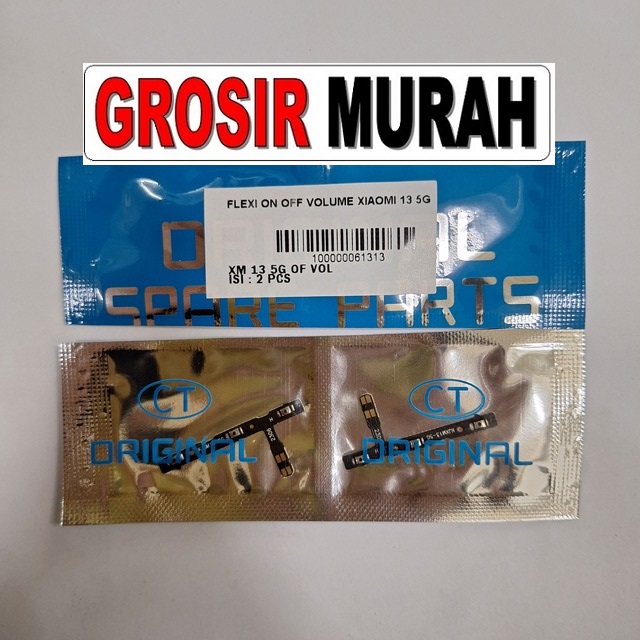 GROSIR MURAH
ORIGINAL
SPARE PARTS
FLEXI ON OFF VOLUME XIAOMI 13 5G
100000061313
XM 13 5G OF VOL
ISI : 2 PCS
CT
ORIGINAL
CT
ORIGINAL